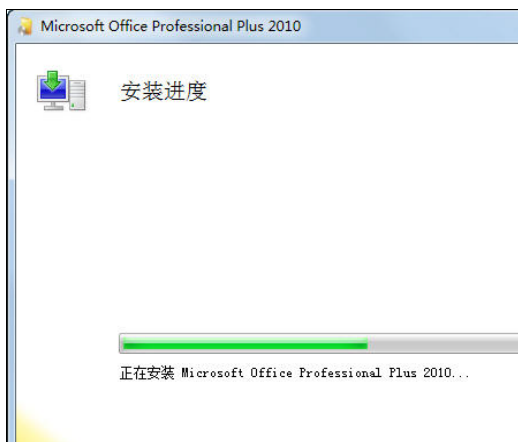 Microsoft Office Professional Plus 2010
安装进度
正在安装 Microsoft Office Professional Plus 2010...